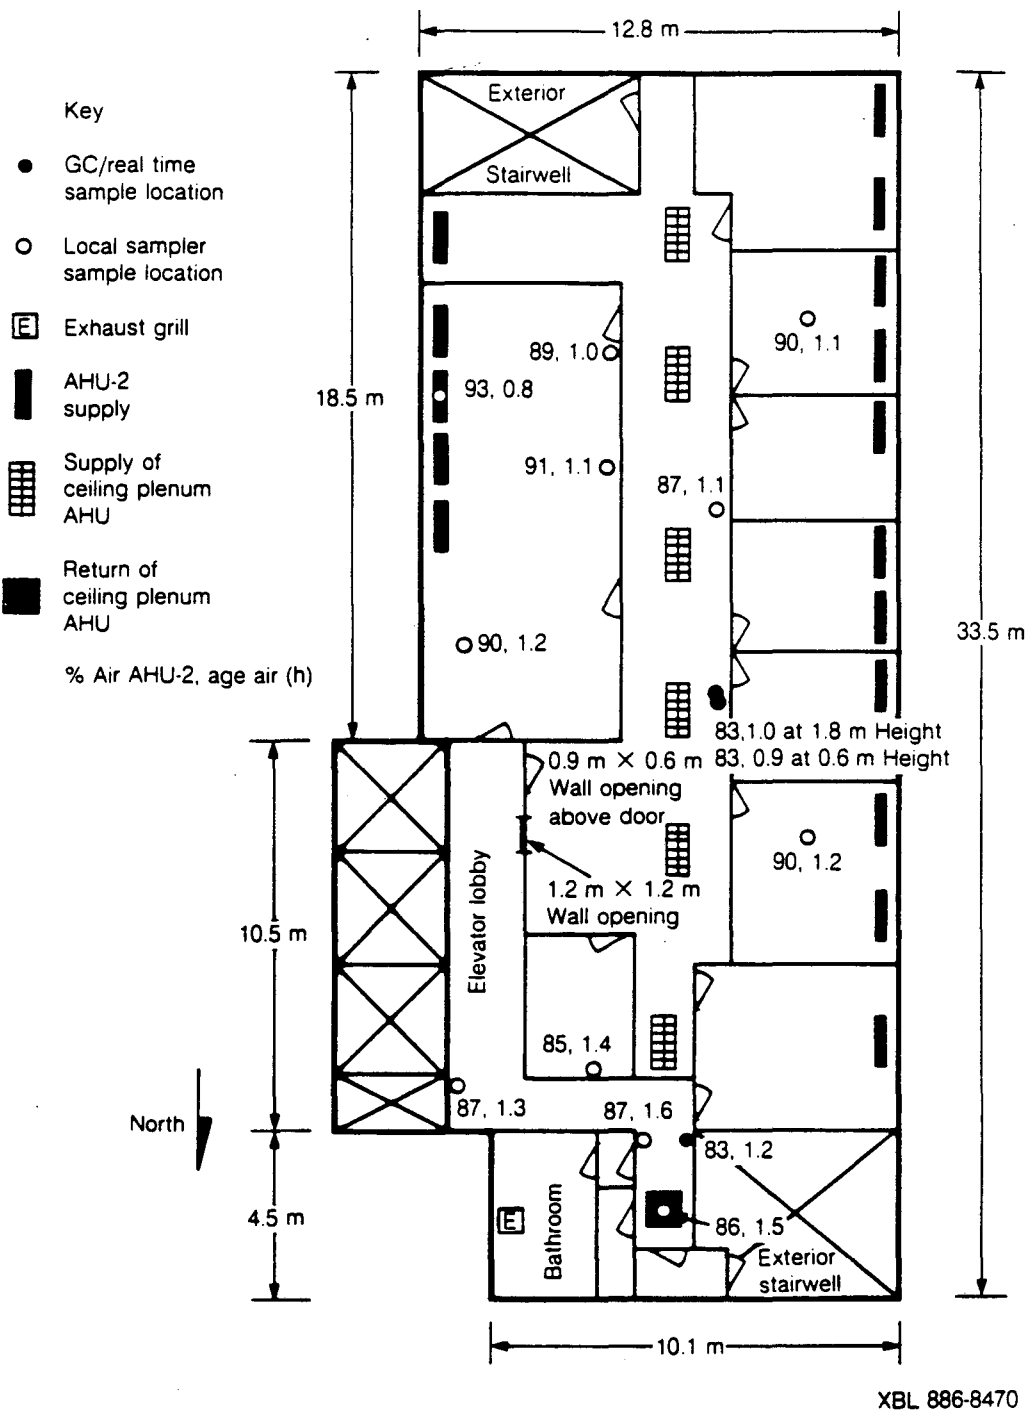 12.8 m
Key
GC/real time
sample location
Local sampler
sample location
E
Exhaust grill
AHU-2
supply
Supply of
ceiling plenum
AHU
Return of
ceiling plenum
AHU
% Air AHU-2, age air (h)
Exterior
Stairwell
90, 1.1
89, 1.0
93, 0.8
18.5 m
91, 1.1
87, 1.1
33.5 m
90, 1.2
83,1.0 at 1.8 m Height
83, 0.9 at 0.6 m Height
0.9 m × 0.6 m
Wall opening
above door
90, 1.2
1.2 m × 1.2 m
Wall opening
Elevator lobby
10.5 m
85, 1.4
87, 1.3
87, 1.6
North
83, 1.2
4.5 m
E
Bathroom
86, 1.5
Exterior
stairwell
10.1 m
XBL 886-8470